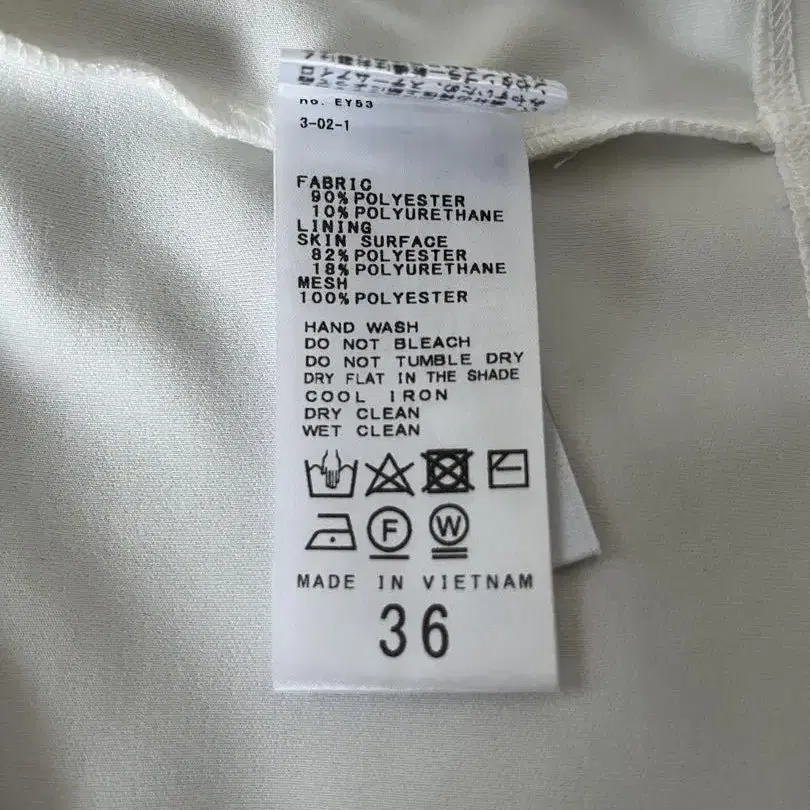 no. EY53
3-02-1
FABRIC
90%POLYESTER
10%POLYURETHANE
LINING
SKIN SURFACE
82%POLYESTER
18%POLYURETHANE
MESH
100%POLYESTER
HAND WASH
DO NOT BLEACH
DO NOT TUMBLE DRY
DRY FLAT IN THE SHADE
COOL IRON
DRY CLEAN
WET CLEAN
F W
MADE IN VIETNAM
36